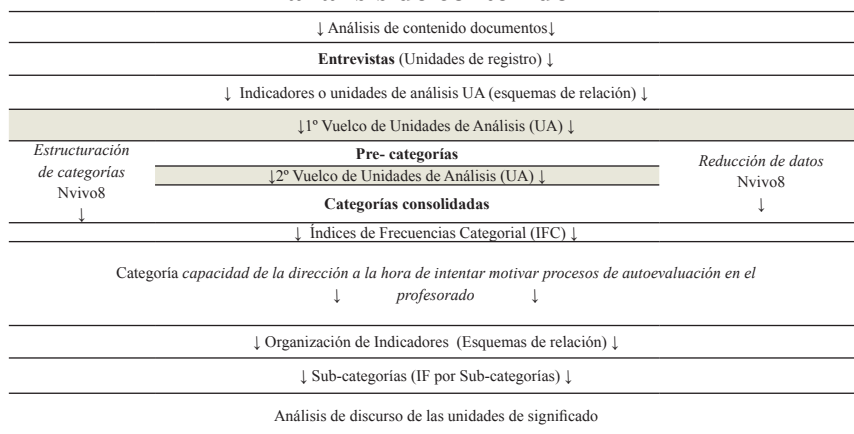 ↓ Análisis de contenido documentos↓
Entrevistas (Unidades de registro) ↓
↓ Indicadores o unidades de análisis UA (esquemas de relación) ↓
↓1º Vuelco de Unidades de Análisis (UA) ↓
Estructuración
de categorías
Nvivo8
↓
Pre- categorías
↓2º Vuelco de Unidades de Análisis (UA) ↓
Categorías consolidadas
Reducción de datos
Nvivo8
↓
↓ Índices de Frecuencias Categorial (IFC) ↓
Categoría capacidad de la dirección a la hora de intentar motivar procesos de autoevaluación en el
↓ profesorado ↓
↓ Organización de Indicadores (Esquemas de relación) ↓
↓ Sub-categorías (IF por Sub-categorías) ↓
Análisis de discurso de las unidades de significado